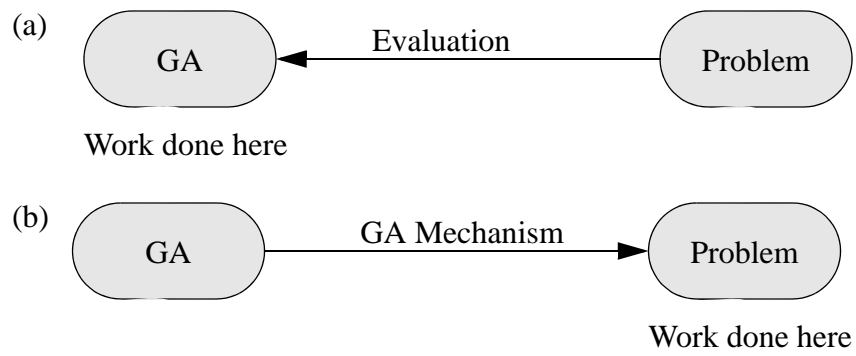 (a)
Evaluation
GA
Problem
Work done here
(b)
GA Mechanism
GA
Problem
Work done here